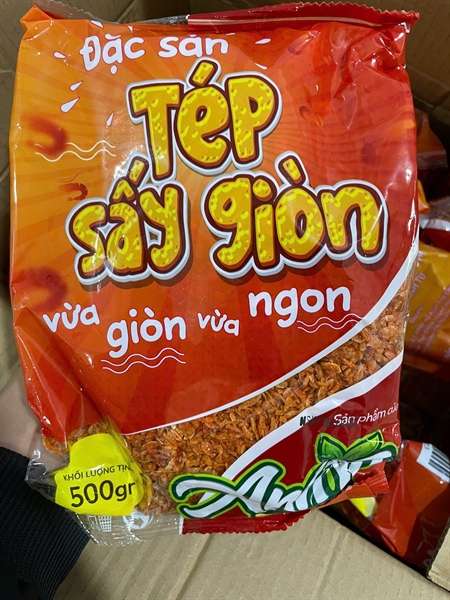 Đặc sản
Tép
sấy giòn
vừa giòn vừa ngon
Sản phẩm của
KHỐI LƯỢNG TỊNH
500gr